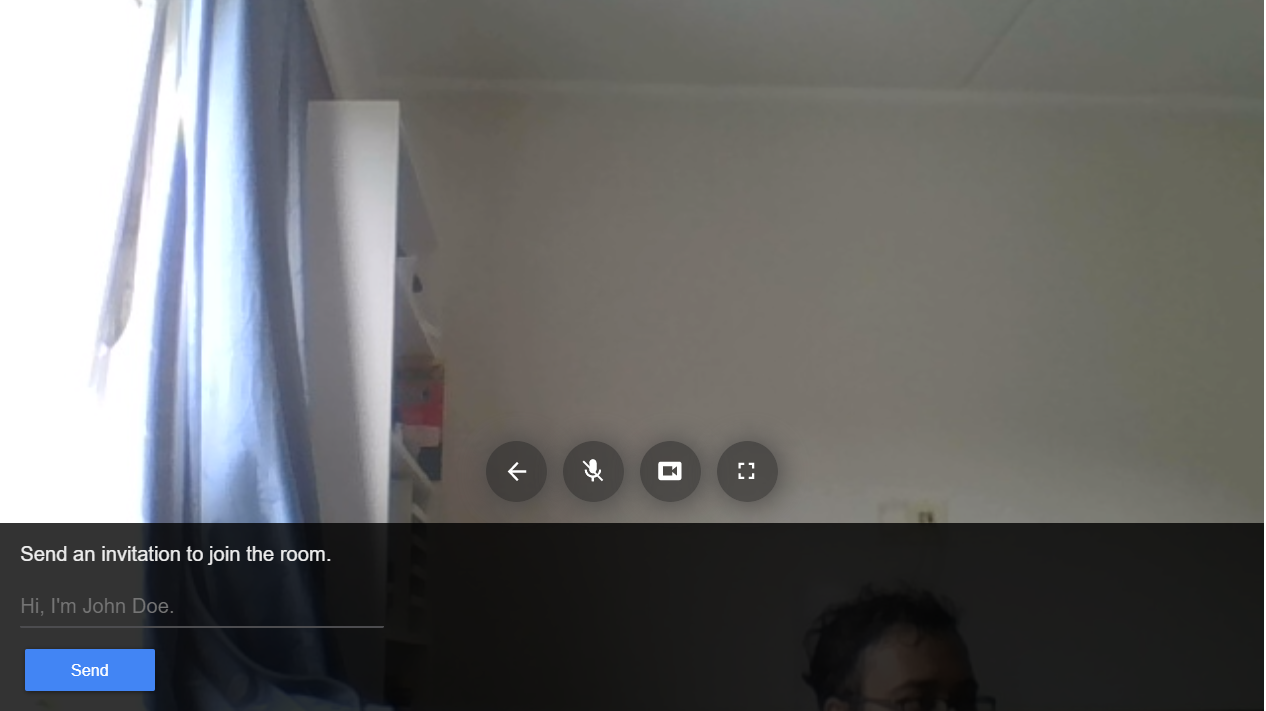 Send an invitation to join the room.
Hi, I'm John Doe.
Send